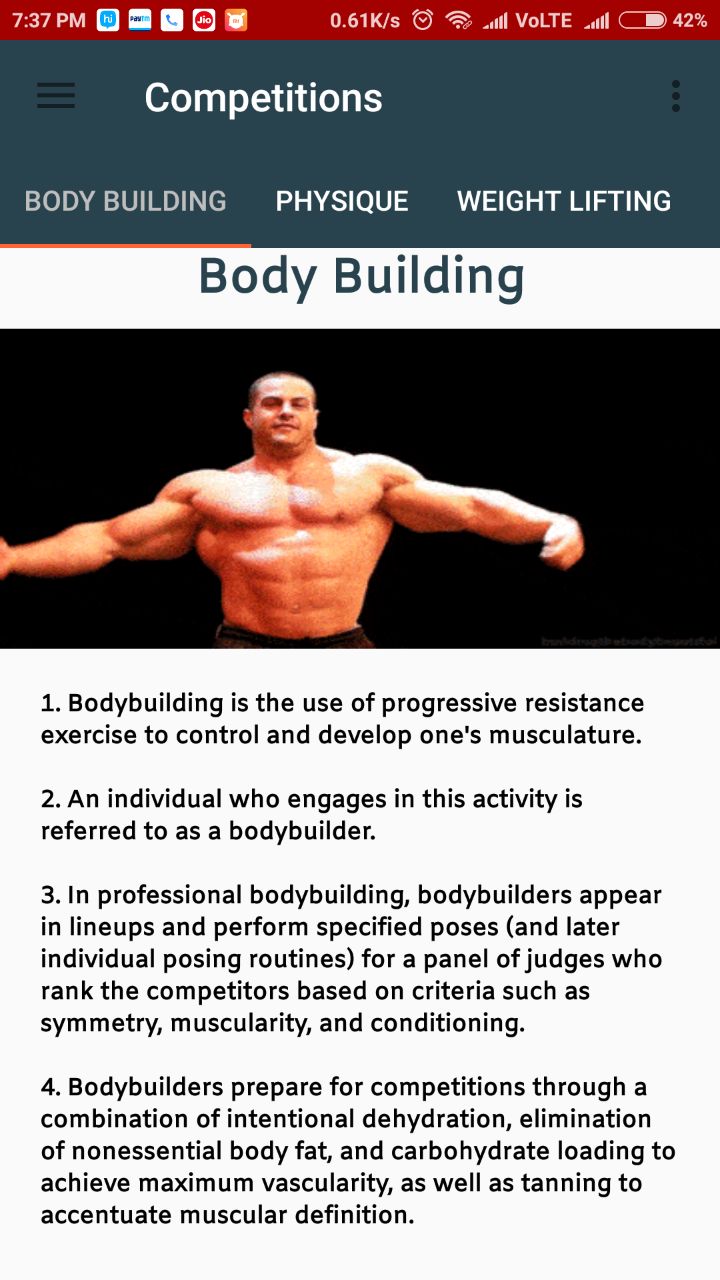 7:37 PM hi Paytm Jio mi 0.61K/s VoLTE 42%
Competitions
BODY BUILDING PHYSIQUE WEIGHT LIFTING
Body Building
1. Bodybuilding is the use of progressive resistance
exercise to control and develop one's musculature.
2. An individual who engages in this activity is
referred to as a bodybuilder.
3. In professional bodybuilding, bodybuilders appear
in lineups and perform specified poses (and later
individual posing routines) for a panel of judges who
rank the competitors based on criteria such as
symmetry, muscularity, and conditioning.
4. Bodybuilders prepare for competitions through a
combination of intentional dehydration, elimination
of nonessential body fat, and carbohydrate loading to
achieve maximum vascularity, as well as tanning to
accentuate muscular definition.